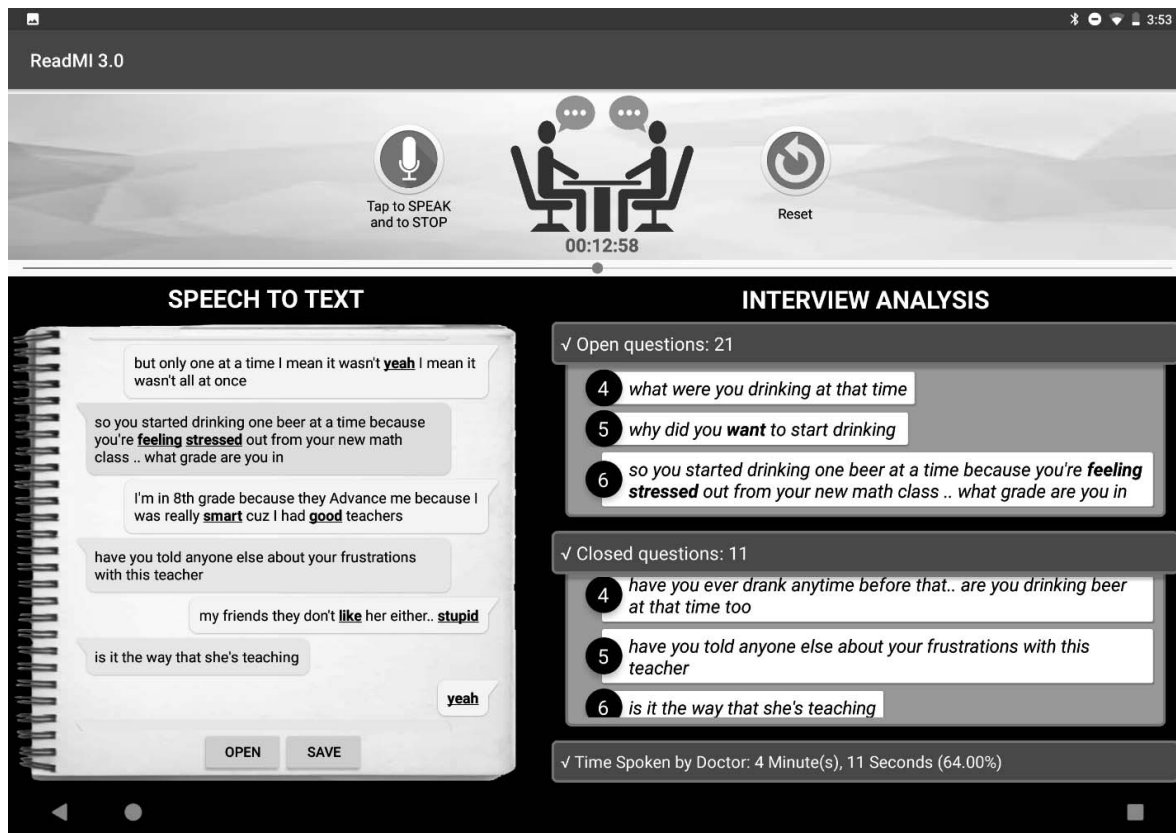 3:53
ReadMI 3.0
Tap to SPEAK
and to STOP
Reset
00:12:58
SPEECH TO TEXT
but only one at a time I mean it wasn't yeah I mean it
wasn't all at once
so you started drinking one beer at a time because
you're feeling stressed out from your new math
class .. what grade are you in
I'm in 8th grade because they Advance me because I
was really smart cuz I had good teachers
have you told anyone else about your frustrations
with this teacher
my friends they don't like her either.. stupid
is it the way that she's teaching
yeah
OPEN SAVE
INTERVIEW ANALYSIS
√ Open questions: 21
4 what were you drinking at that time
5 why did you want to start drinking
6 so you started drinking one beer at a time because you're feeling
stressed out from your new math class .. what grade are you in
√ Closed questions: 11
4 have you ever drank anytime before that.. are you drinking beer
at that time too
5 have you told anyone else about your frustrations with this
teacher
6 is it the way that she's teaching
√ Time Spoken by Doctor: 4 Minute(s), 11 Seconds (64.00%)